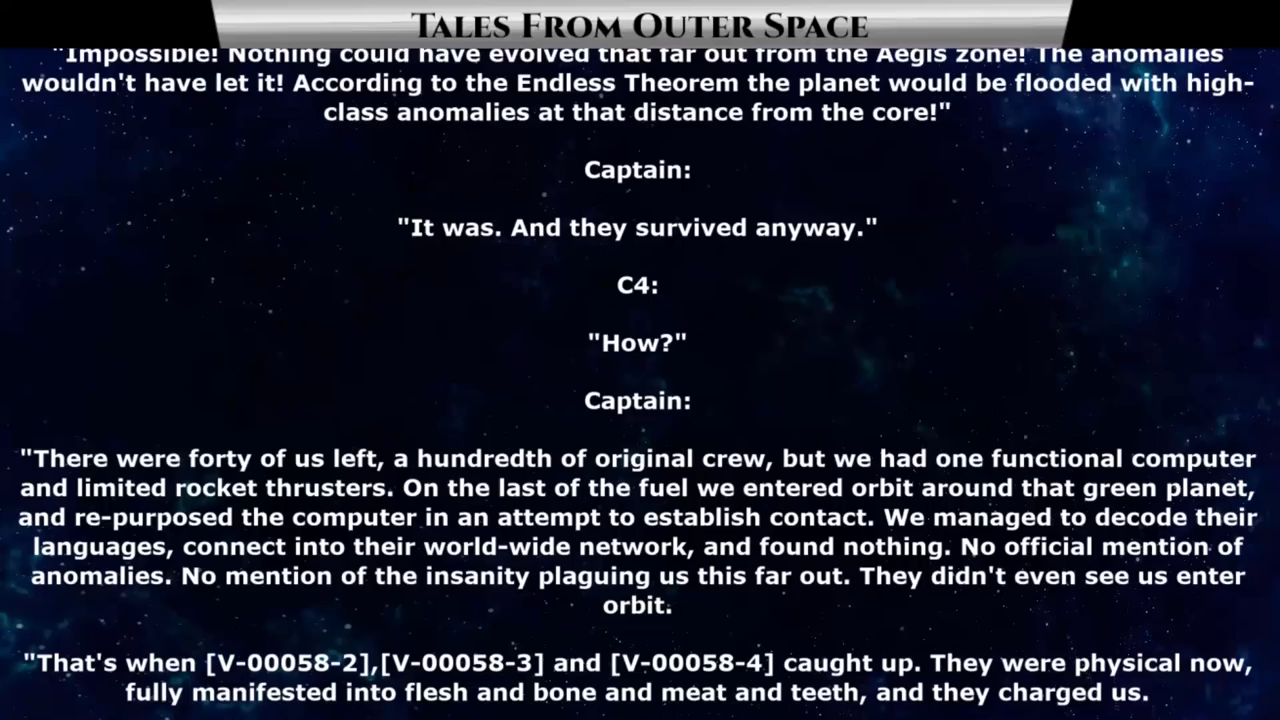 Tales From Outer Space
"Impossible! Nothing could have evolved that far out from the Aegis zone! The anomalies
wouldn't have let it! According to the Endless Theorem the planet would be flooded with high-
class anomalies at that distance from the core!"
Captain:
"It was. And they survived anyway."
C4:
"How?"
Captain:
"There were forty of us left, a hundredth of original crew, but we had one functional computer
and limited rocket thrusters. On the last of the fuel we entered orbit around that green planet,
and re-purposed the computer in an attempt to establish contact. We managed to decode their
languages, connect into their world-wide network, and found nothing. No official mention of
anomalies. No mention of the insanity plaguing us this far out. They didn't even see us enter
orbit.
"That's when [V-00058-2],[V-00058-3] and [V-00058-4] caught up. They were physical now,
fully manifested into flesh and bone and meat and teeth, and they charged us.